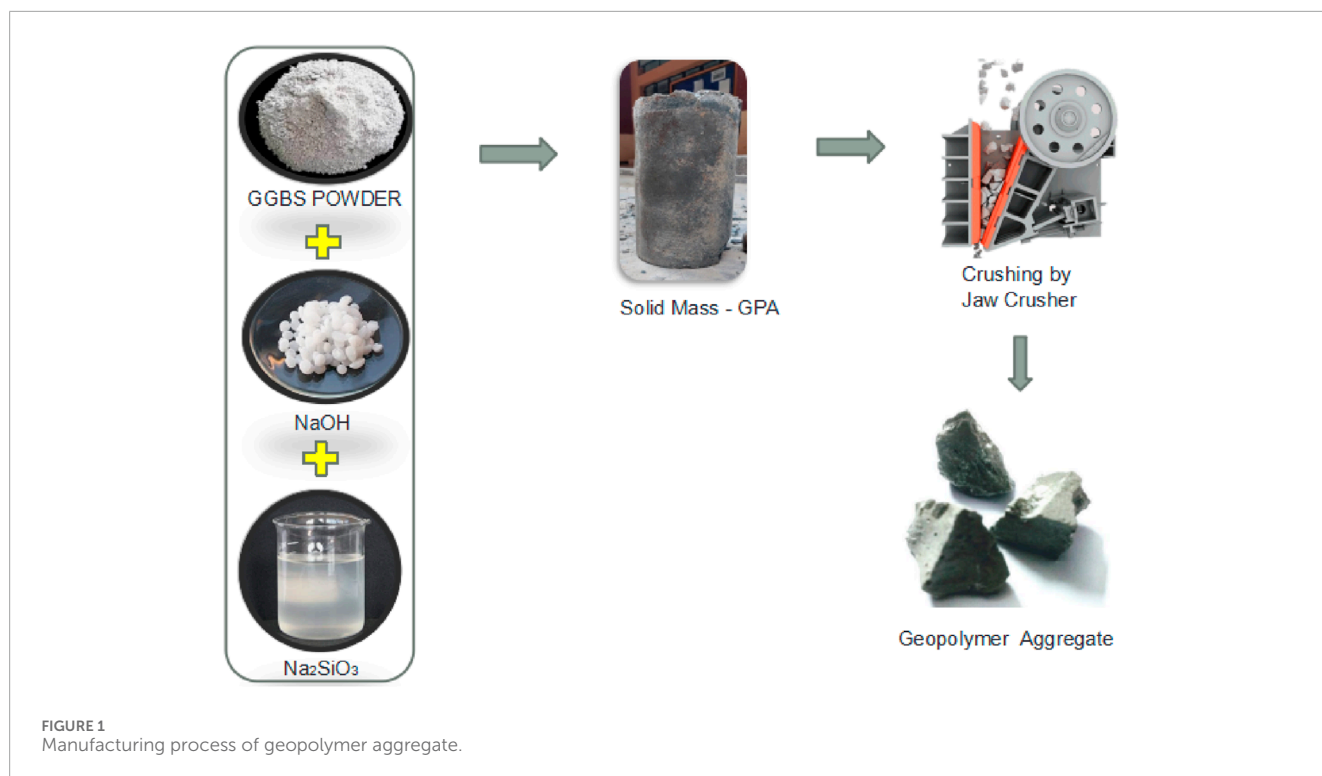 GGBS POWDER
NaOH
Na₂SiO₃
Solid Mass - GPA
Crushing by
Jaw Crusher
Geopolymer Aggregate
FIGURE 1
Manufacturing process of geopolymer aggregate.